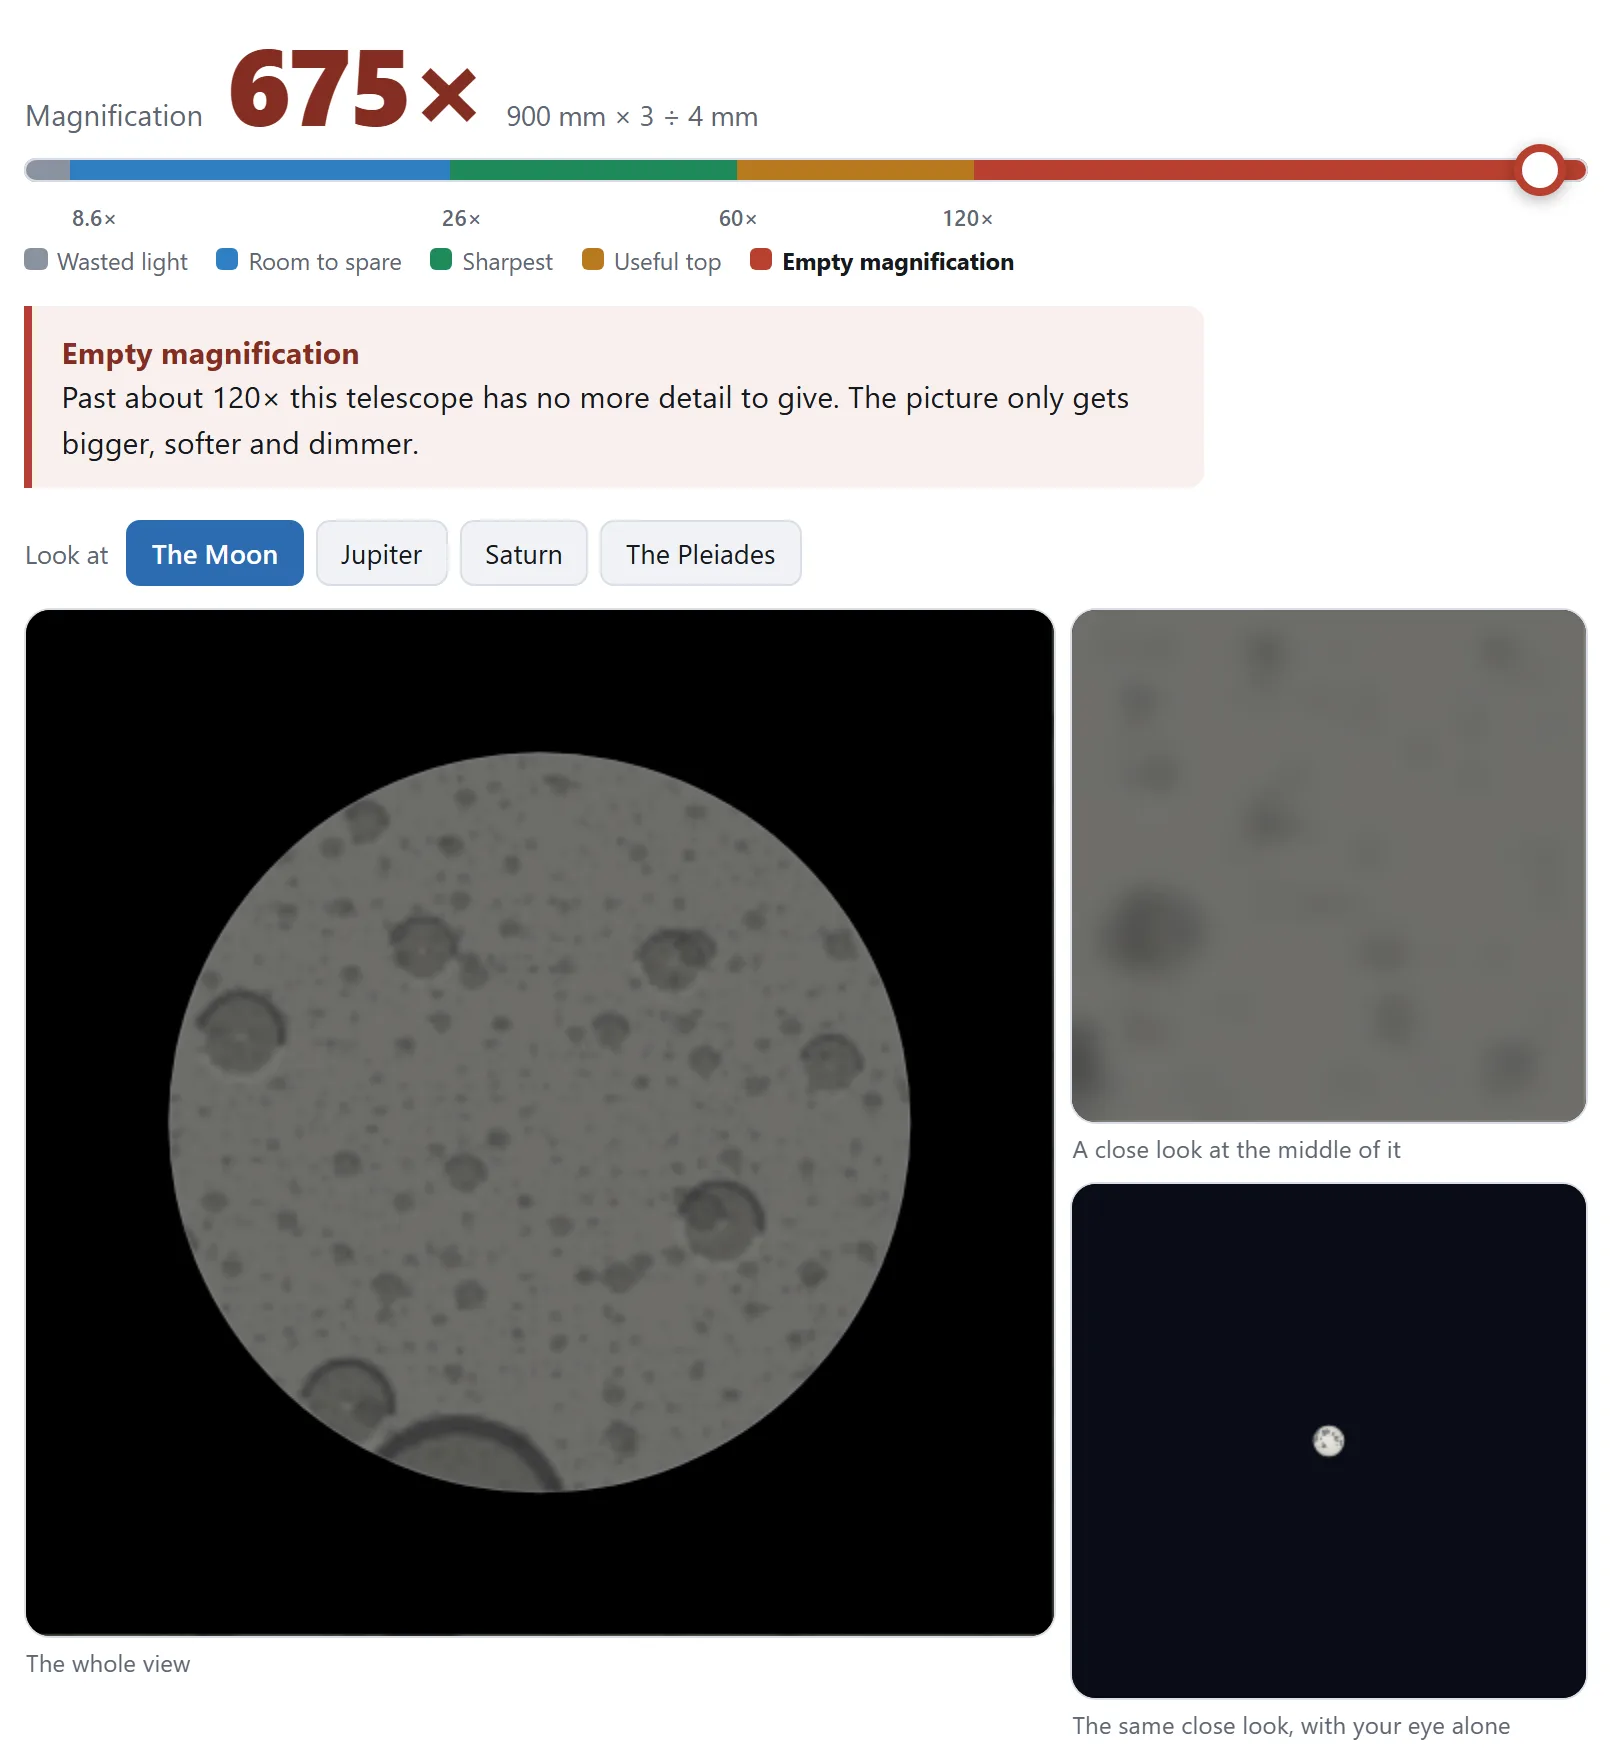 Magnification 675× 900 mm × 3 ÷ 4 mm
8.6× 26× 60× 120×
Wasted light Room to spare Sharpest Useful top Empty magnification
Empty magnification
Past about 120× this telescope has no more detail to give. The picture only gets
bigger, softer and dimmer.
Look at The Moon Jupiter Saturn The Pleiades
A close look at the middle of it
The whole view
The same close look, with your eye alone